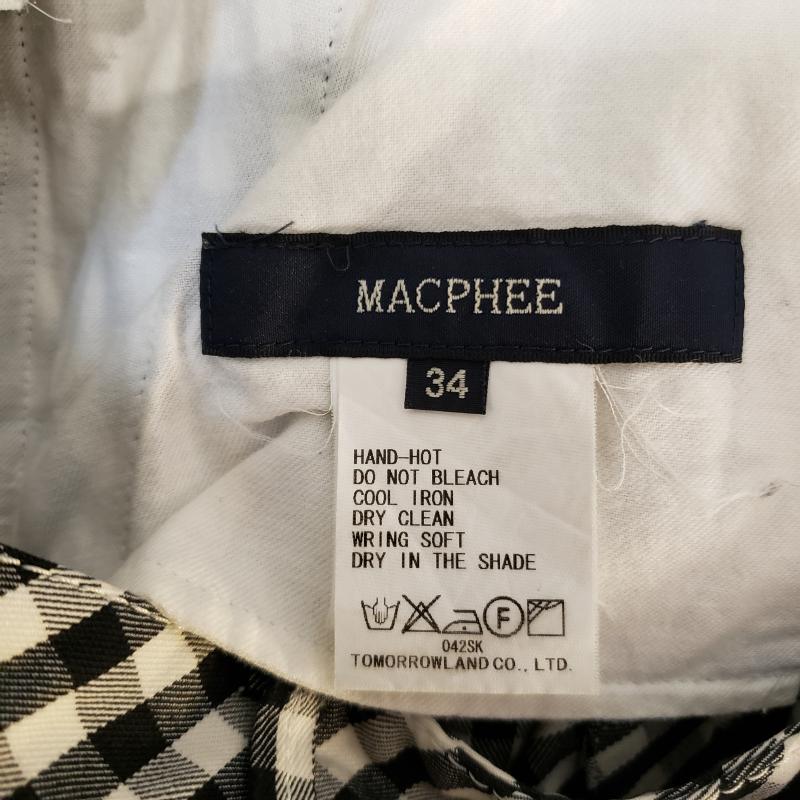 MACPHEE
34
HAND-HOT
DO NOT BLEACH
COOL IRON
DRY CLEAN
WRING SOFT
DRY IN THE SHADE
F
042SK
TOMORROWLAND CO., LTD.